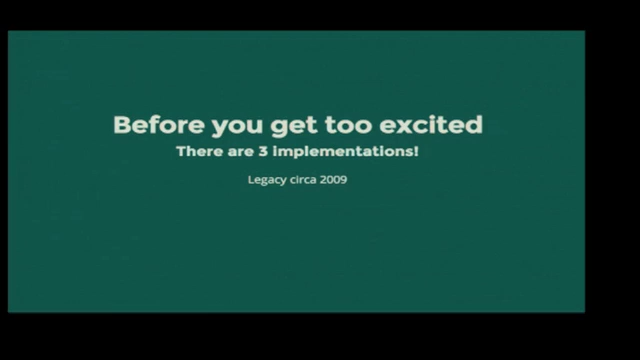 Before you get too excited
There are 3 implementations!
Legacy circa 2009